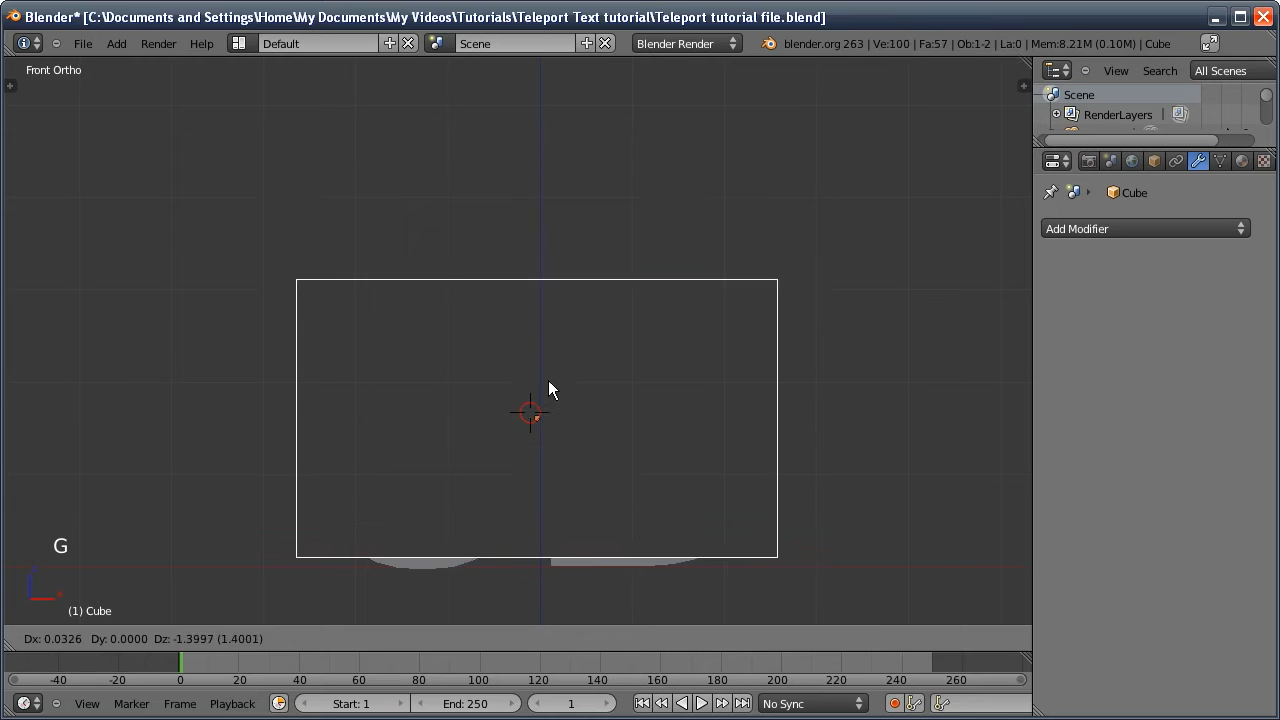 Blender* [C:\Documents and Settings\Home\My Documents\My Videos\Tutorials\Teleport Text tutorial\Teleport tutorial file.blend]
File Add Render Help Default Scene Blender Render blender.org 263 | Ve:100 | Fa:57 | Ob:1-2 | La:0 | Mem:8.21M (0.10M) | Cube
Front Ortho
View Search All Scenes
Scene
RenderLayers |
Cube
Add Modifier
G
(1) Cube
Dx: 0.0326 Dy: 0.0000 Dz: -1.3997 (1.4001)
-40 -20 0 20 40 60 80 100 120 140 160 180 200 220 240 260
View Marker Frame Playback Start: 1 End: 250 1 No Sync